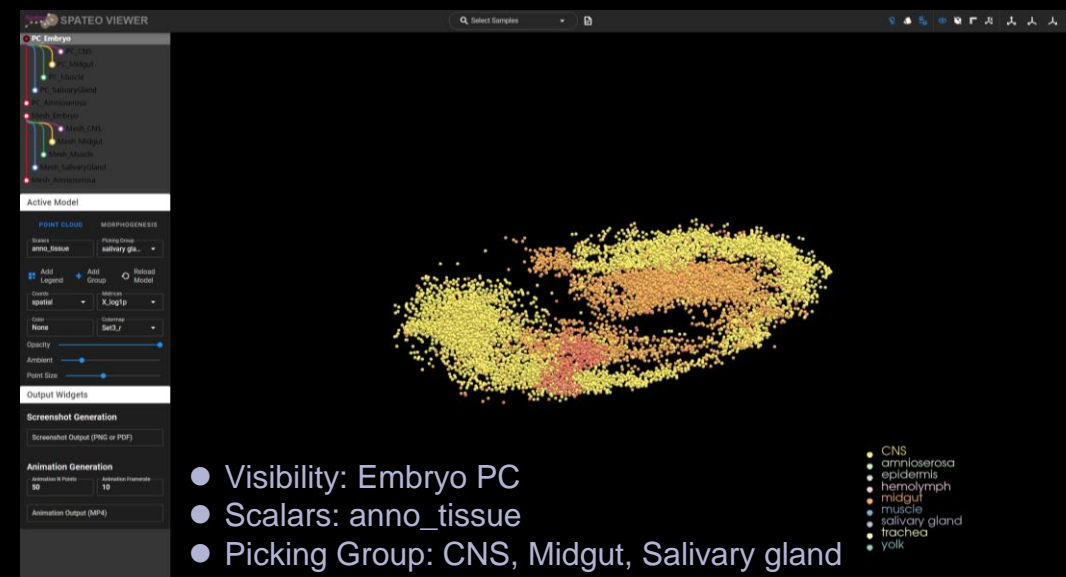 SPATEO VIEWER
Select Samples
PC_Embryo
PC_CNS
PC_Midgut
PC_Muscle
PC_SalivaryGland
PC_Amnioserosa
Mesh_Embryo
Mesh_CNS
Mesh_Midgut
Mesh_Muscle
Mesh_SalivaryGland
Mesh_Amnioserosa
Active Model
POINT CLOUD MORPHOGENESIS
Scalars Picking Group
anno_tissue salivary gla...
Add Legend Add Group Reload Model
Coords Matrices
spatial X_log1p
Color Colormap
None Set3_r
Opacity
Ambient
Point Size
Output Widgets
Screenshot Generation
Screenshot Output (PNG or PDF)
Animation Generation
Animation N Points Animation Framerate
50 10
Animation Output (MP4)
● Visibility: Embryo PC
● Scalars: anno_tissue
● Picking Group: CNS, Midgut, Salivary gland
CNS
amnioserosa
epidermis
hemolymph
midgut
muscle
salivary gland
trachea
yolk